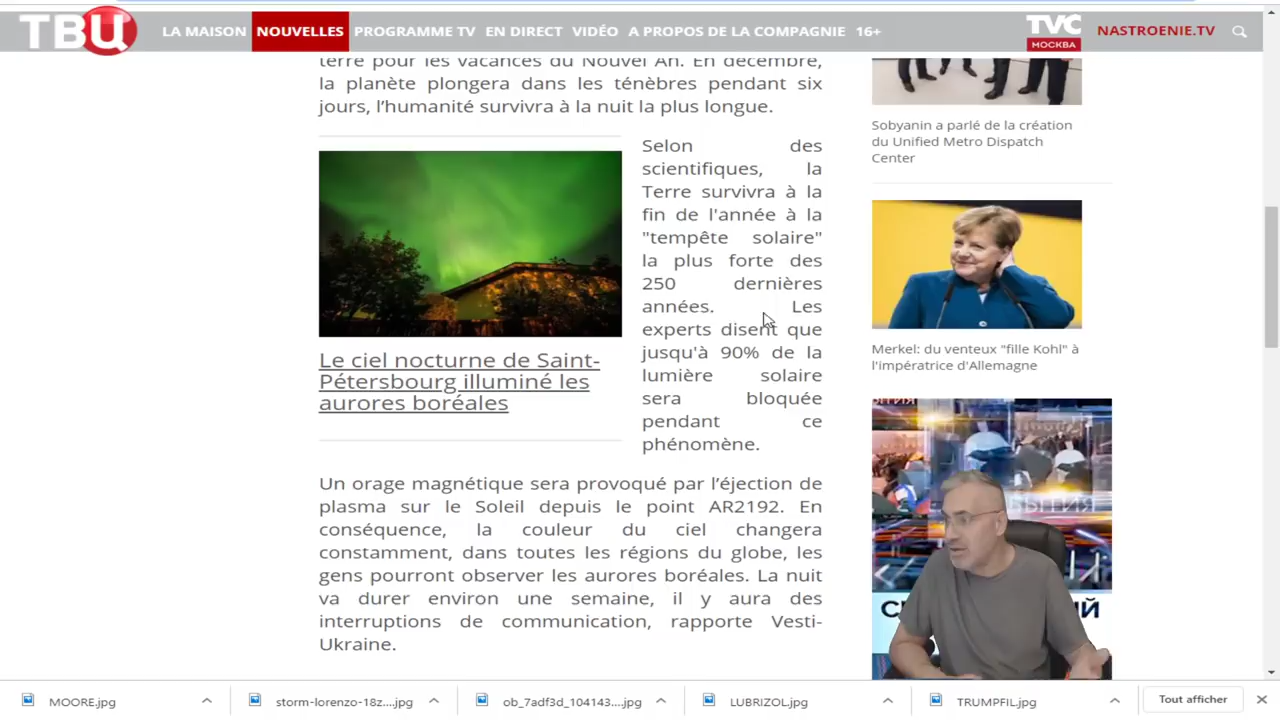 ТВЦ
LA MAISON NOUVELLES PROGRAMME TV EN DIRECT VIDÉO A PROPOS DE LA COMPAGNIE 16+
TVC
МОСКВА
NASTROENIE.TV
terre pour les vacances du Nouvel An. En décembre,
la planète plongera dans les ténèbres pendant six
jours, l’humanité survivra à la nuit la plus longue.
Le ciel nocturne de Saint-
Pétersbourg illuminé les
aurores boréales
Selon des
scientifiques, la
Terre survivra à la
fin de l'année à la
"tempête solaire"
la plus forte des
250 dernières
années. Les
experts disent que
jusqu'à 90% de la
lumière solaire
sera bloquée
pendant ce
phénomène.
Un orage magnétique sera provoqué par l’éjection de
plasma sur le Soleil depuis le point AR2192. En
conséquence, la couleur du ciel changera
constamment, dans toutes les régions du globe, les
gens pourront observer les aurores boréales. La nuit
va durer environ une semaine, il y aura des
interruptions de communication, rapporte Vesti-
Ukraine.
Sobyanin a parlé de la création
du Unified Metro Dispatch
Center
Merkel: du venteux "fille Kohl" à
l'impératrice d'Allemagne
MOORE.jpg
storm-lorenzo-18z....jpg
ob_7adf3d_104143....jpg
LUBRIZOL.jpg
TRUMPFIL.jpg
Tout afficher